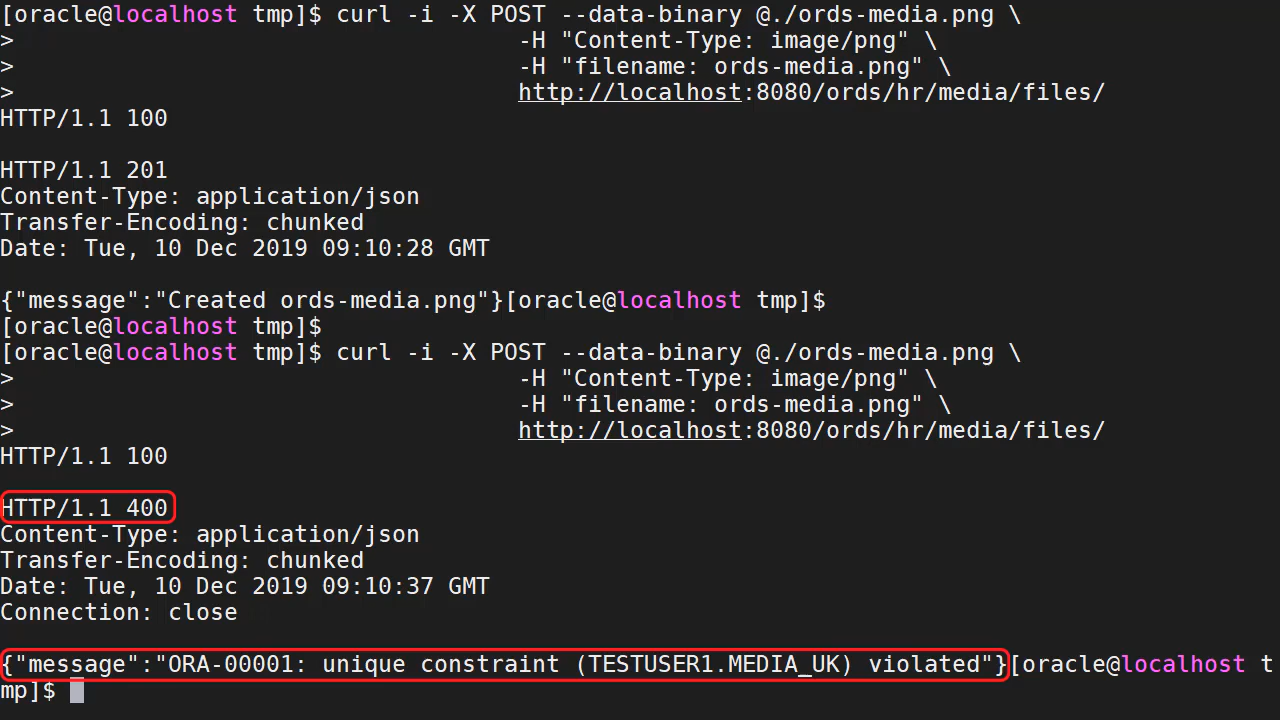 [oracle@localhost tmp]$ curl -i -X POST --data-binary @./ords-media.png \
>                                     -H "Content-Type: image/png" \
>                                     -H "filename: ords-media.png" \
>                                     http://localhost:8080/ords/hr/media/files/
HTTP/1.1 100

HTTP/1.1 201
Content-Type: application/json
Transfer-Encoding: chunked
Date: Tue, 10 Dec 2019 09:10:28 GMT

{"message":"Created ords-media.png"}[oracle@localhost tmp]$
[oracle@localhost tmp]$
[oracle@localhost tmp]$ curl -i -X POST --data-binary @./ords-media.png \
>                                     -H "Content-Type: image/png" \
>                                     -H "filename: ords-media.png" \
>                                     http://localhost:8080/ords/hr/media/files/
HTTP/1.1 100

HTTP/1.1 400
Content-Type: application/json
Transfer-Encoding: chunked
Date: Tue, 10 Dec 2019 09:10:37 GMT
Connection: close

{"message":"ORA-00001: unique constraint (TESTUSER1.MEDIA_UK) violated"}[oracle@localhost t
mp]$